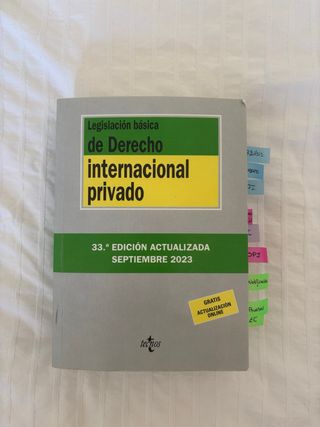 Legislación básica
de Derecho
internacional
privado
33.ª EDICIÓN ACTUALIZADA
SEPTIEMBRE 2023
GRATIS
ACTUALIZACIÓN
ONLINE
tecnos